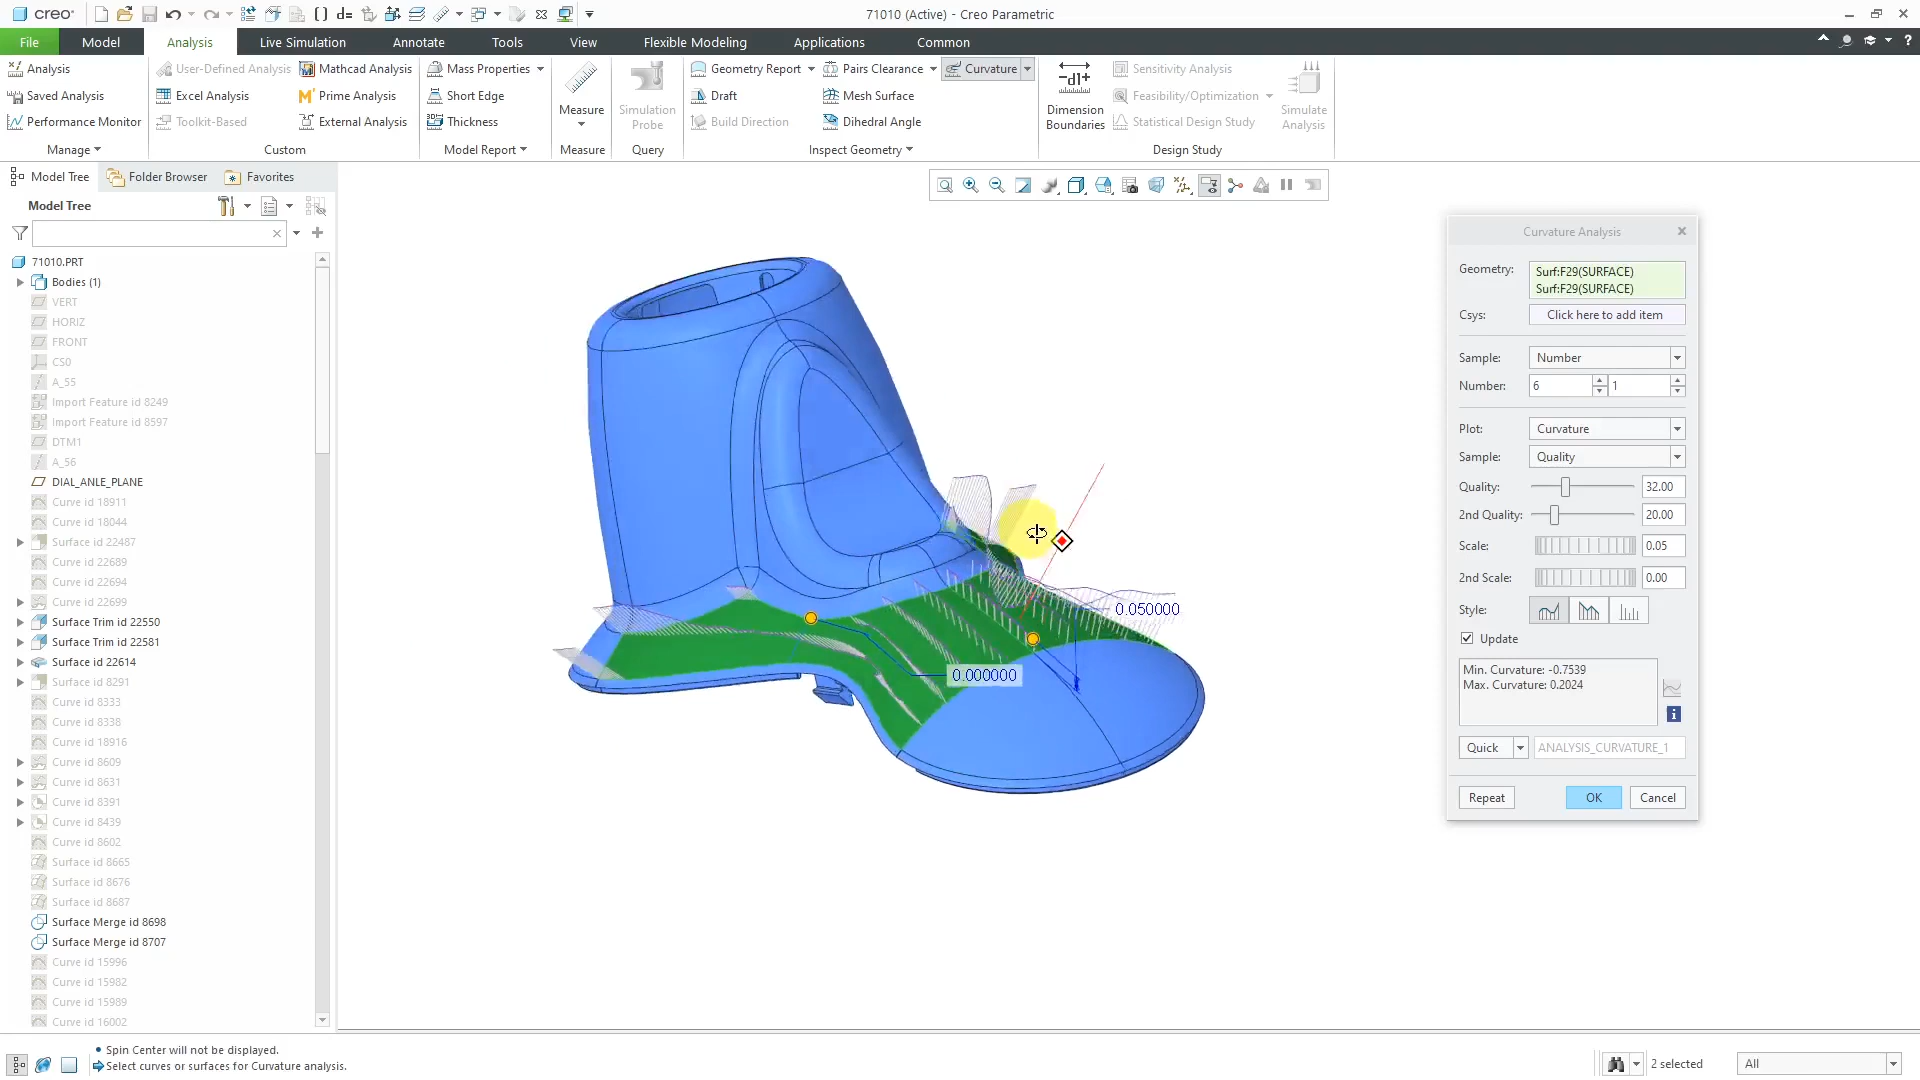 creo
d=
71010 (Active) - Creo Parametric
File
Model
Analysis
Live Simulation
Annotate
Tools
View
Flexible Modeling
Applications
Common
Analysis
Saved Analysis
Performance Monitor
Manage
User-Defined Analysis
Excel Analysis
Toolkit-Based
Mathcad Analysis
Prime Analysis
External Analysis
Custom
Mass Properties
Short Edge
Thickness
Model Report
Measure
Measure
Simulation
Probe
Query
Geometry Report
Draft
Build Direction
Pairs Clearance
Mesh Surface
Dihedral Angle
Curvature
Inspect Geometry
Dimension
Boundaries
Sensitivity Analysis
Feasibility/Optimization
Statistical Design Study
Simulate
Analysis
Design Study
Model Tree
Folder Browser
Favorites
Model Tree
71010.PRT
Bodies (1)
VERT
HORIZ
FRONT
CS0
A_55
Import Feature id 8249
Import Feature id 8597
DTM1
A_56
DIAL_ANLE_PLANE
Curve id 18911
Curve id 18044
Surface id 22487
Curve id 22689
Curve id 22694
Curve id 22699
Surface Trim id 22550
Surface Trim id 22581
Surface id 22614
Surface id 8291
Curve id 8333
Curve id 8338
Curve id 18916
Curve id 8609
Curve id 8631
Curve id 8391
Curve id 8439
Curve id 8602
Surface id 8665
Surface id 8676
Surface id 8687
Surface Merge id 8698
Surface Merge id 8707
Curve id 15996
Curve id 15982
Curve id 15989
Curve id 16002
0.050000
0.000000
Curvature Analysis
Geometry:
Surf:F29(SURFACE)
Surf:F29(SURFACE)
Csys:
Click here to add item
Sample:
Number
Number:
6
1
Plot:
Curvature
Sample:
Quality
Quality:
32.00
2nd Quality:
20.00
Scale:
0.05
2nd Scale:
0.00
Style:
Update
Min. Curvature: -0.7539
Max. Curvature: 0.2024
Quick
ANALYSIS_CURVATURE_1
Repeat
OK
Cancel
• Spin Center will not be displayed.
Select curves or surfaces for Curvature analysis.
2 selected
All